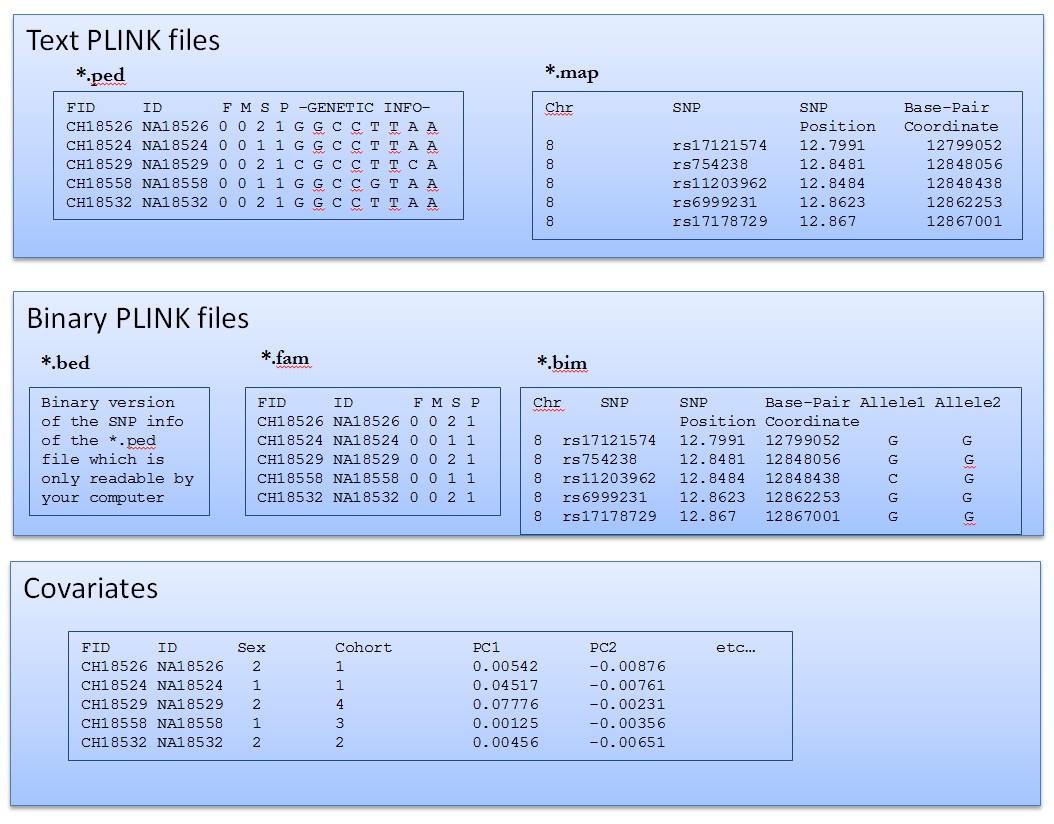 Text PLINK files
*.ped
FID ID F M S P -GENETIC INFO-
CH18526 NA18526 0 0 2 1 G G C C T T A A
CH18524 NA18524 0 0 1 1 G G C C T T A A
CH18529 NA18529 0 0 2 1 C G C C T T C A
CH18558 NA18558 0 0 1 1 G G C C G T A A
CH18532 NA18532 0 0 2 1 G G C C T T A A
*.map
Chr SNP SNP Base-Pair
Position Coordinate
8 rs17121574 12.7991 12799052
8 rs754238 12.8481 12848056
8 rs11203962 12.8484 12848438
8 rs6999231 12.8623 12862253
8 rs17178729 12.867 12867001
Binary PLINK files
*.bed
Binary version
of the SNP info
of the *.ped
file which is
only readable by
your computer
*.fam
FID ID F M S P
CH18526 NA18526 0 0 2 1
CH18524 NA18524 0 0 1 1
CH18529 NA18529 0 0 2 1
CH18558 NA18558 0 0 1 1
CH18532 NA18532 0 0 2 1
*.bim
Chr SNP SNP Base-Pair Allele1 Allele2
Position Coordinate
8 rs17121574 12.7991 12799052 G G
8 rs754238 12.8481 12848056 G G
8 rs11203962 12.8484 12848438 C G
8 rs6999231 12.8623 12862253 G G
8 rs17178729 12.867 12867001 G G
Covariates
FID ID Sex Cohort PC1 PC2 etc…
CH18526 NA18526 2 1 0.00542 -0.00876
CH18524 NA18524 1 1 0.04517 -0.00761
CH18529 NA18529 2 4 0.07776 -0.00231
CH18558 NA18558 1 3 0.00125 -0.00356
CH18532 NA18532 2 2 0.00456 -0.00651